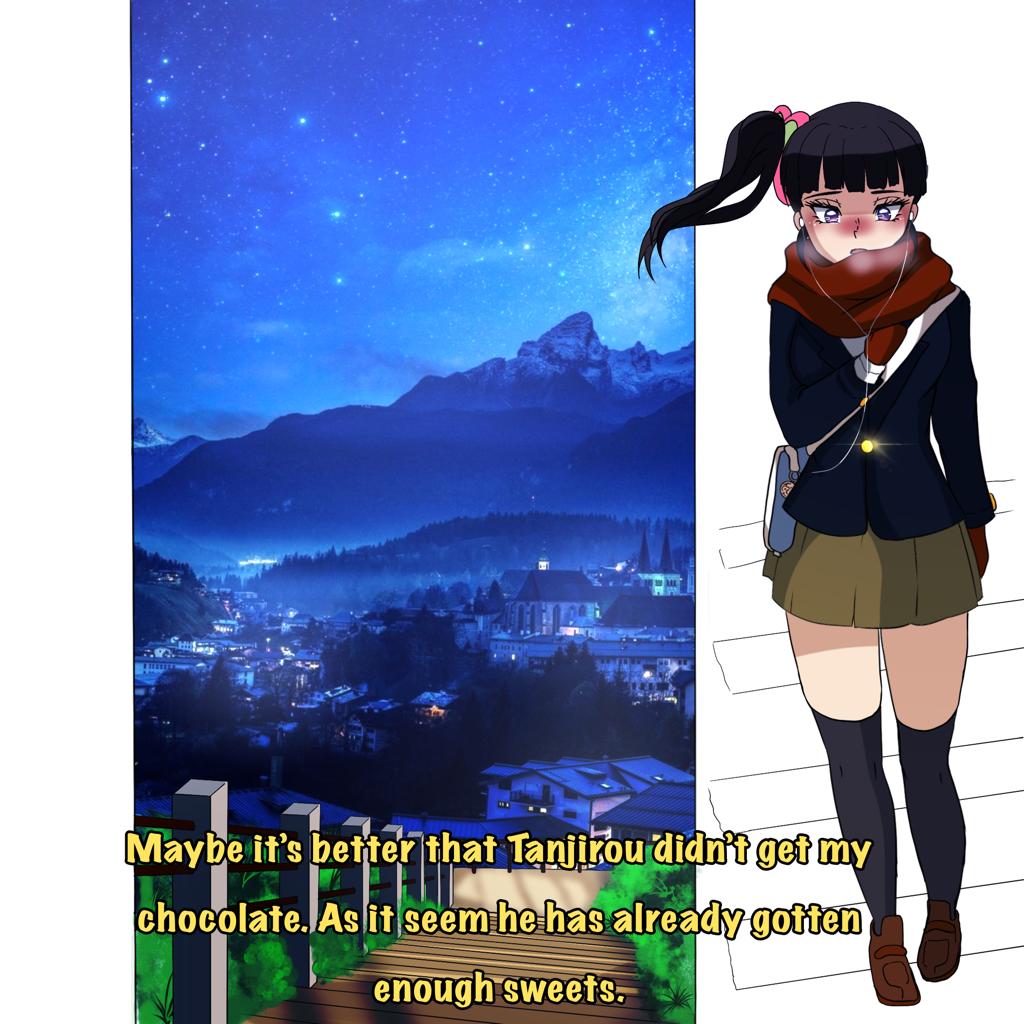 Maybe it's better that Tanjirou didn't get my
chocolate. As it seem he has already gotten
enough sweets.